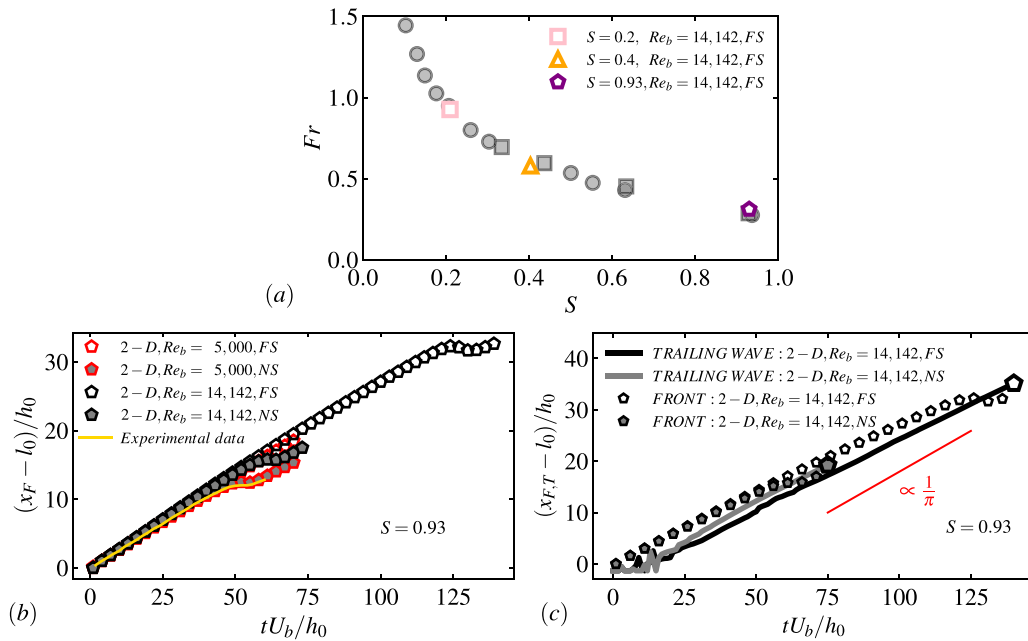 1.5
1.0
0.5
0.0
Fr
S = 0.2, Re_b = 14,142, FS
S = 0.4, Re_b = 14,142, FS
S = 0.93, Re_b = 14,142, FS
0.0 0.2 0.4 0.6 0.8 1.0
S
(a)
30
20
10
0
(x_F − l_0)/h_0
2−D, Re_b = 5,000, FS
2−D, Re_b = 5,000, NS
2−D, Re_b = 14,142, FS
2−D, Re_b = 14,142, NS
Experimental data
S = 0.93
0 25 50 75 100 125
tU_b/h_0
(b)
40
30
20
10
0
(x_{F,T} − l_0)/h_0
TRAILING WAVE : 2−D, Re_b = 14,142, FS
TRAILING WAVE : 2−D, Re_b = 14,142, NS
FRONT : 2−D, Re_b = 14,142, FS
FRONT : 2−D, Re_b = 14,142, NS
∝ 1/π
S = 0.93
0 25 50 75 100 125
tU_b/h_0
(c)